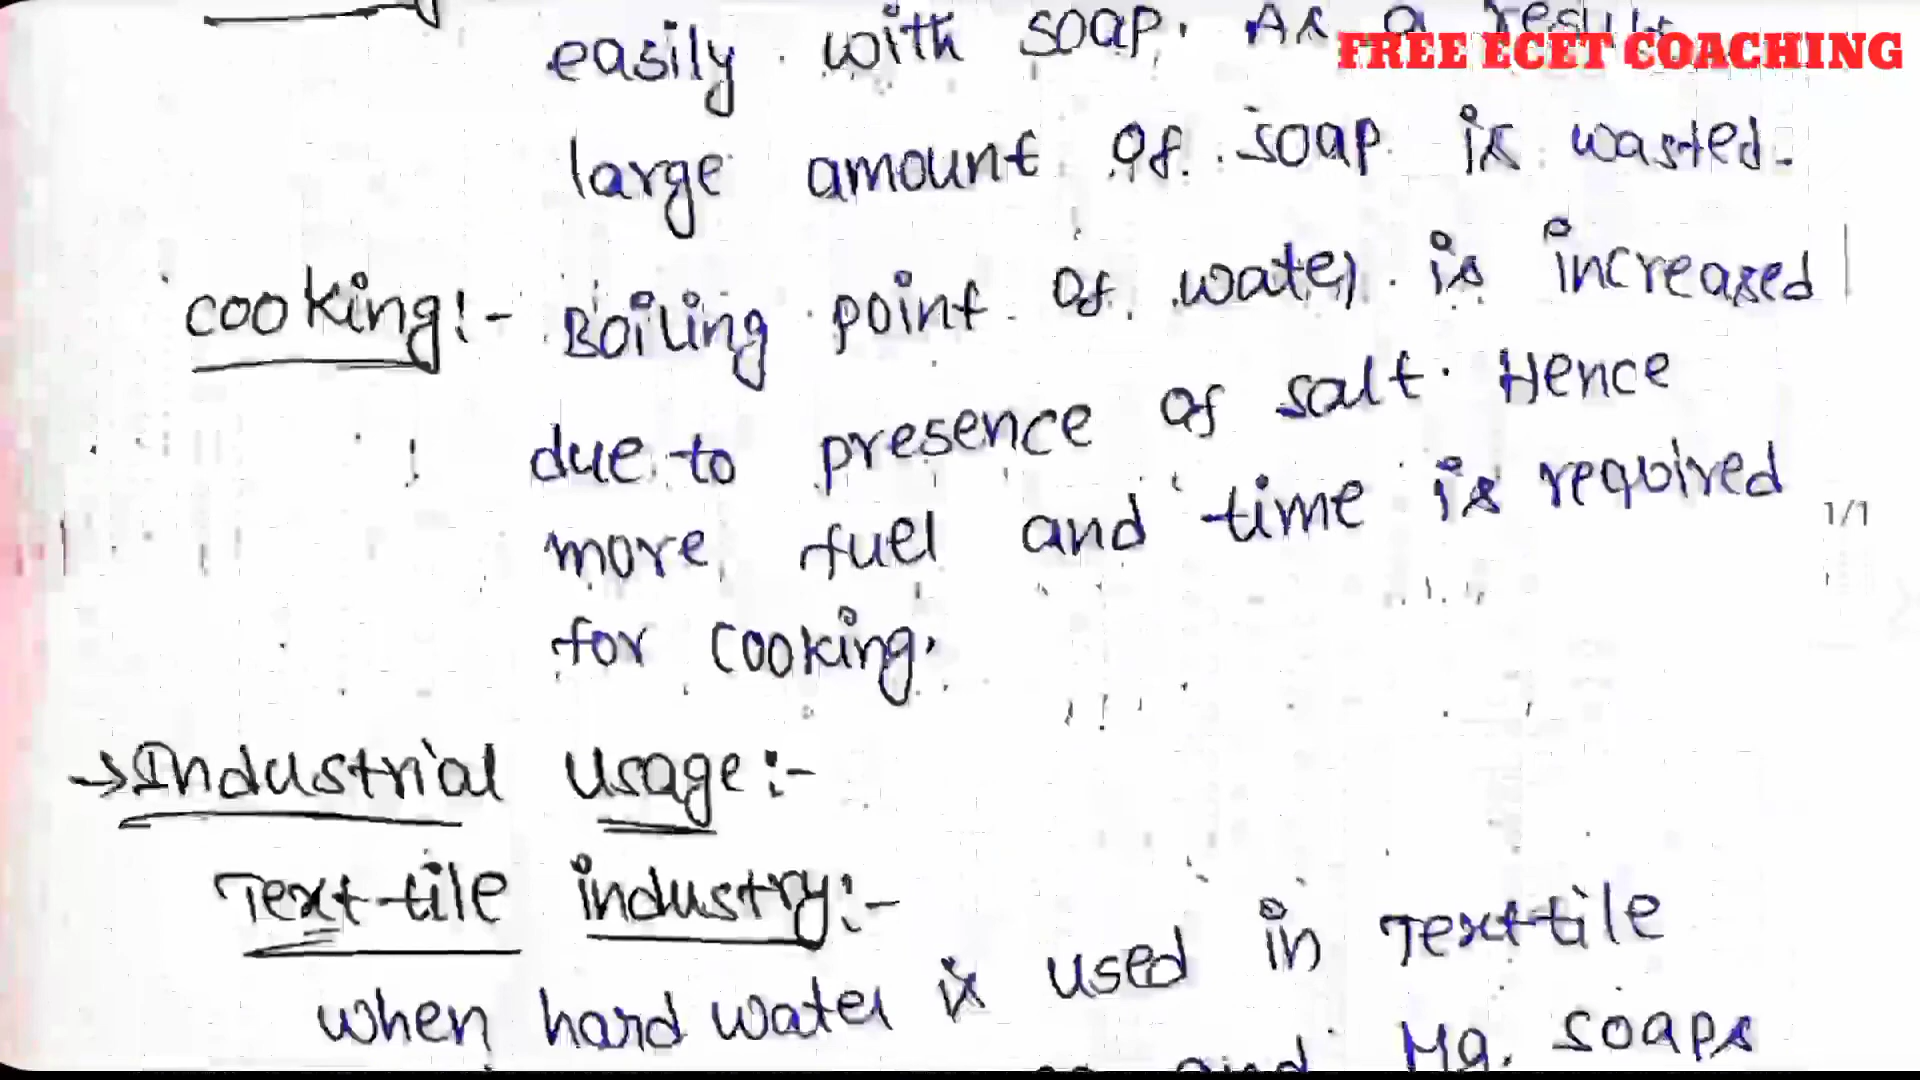 easily with soap. As a result
FREE ECET COACHING
large amount of soap is wasted.
cooking:- Boiling point of water is increased
due to presence of salt. Hence
more fuel and time is required
1/1
for cooking.
→Industrial usage:-
Text-tile industry:-
when hard water is used in Text-tile
and Mg. soaps